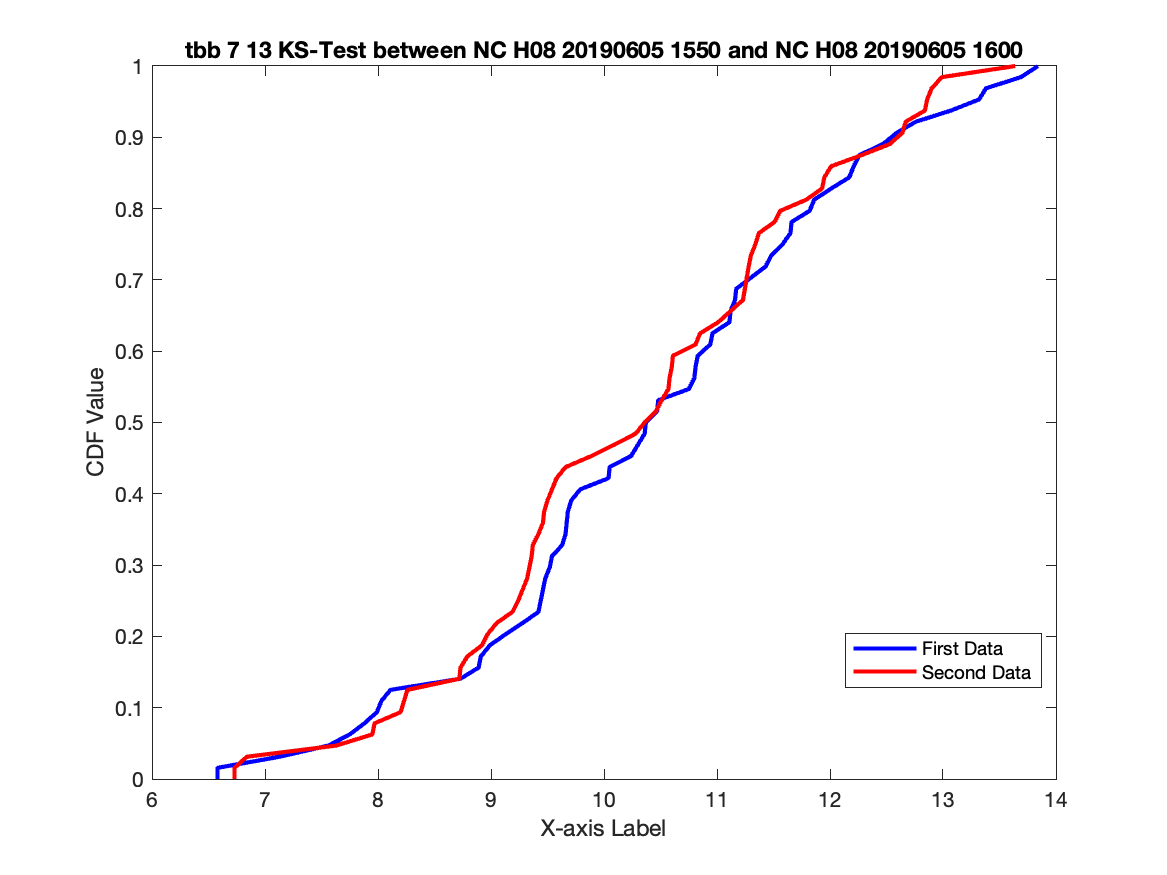 tbb 7 13 KS-Test between NC H08 20190605 1550 and NC H08 20190605 1600
1
0.9
0.8
0.7
0.6
0.5
0.4
0.3
0.2
0.1
0
CDF Value
First Data
Second Data
6 7 8 9 10 11 12 13 14
X-axis Label